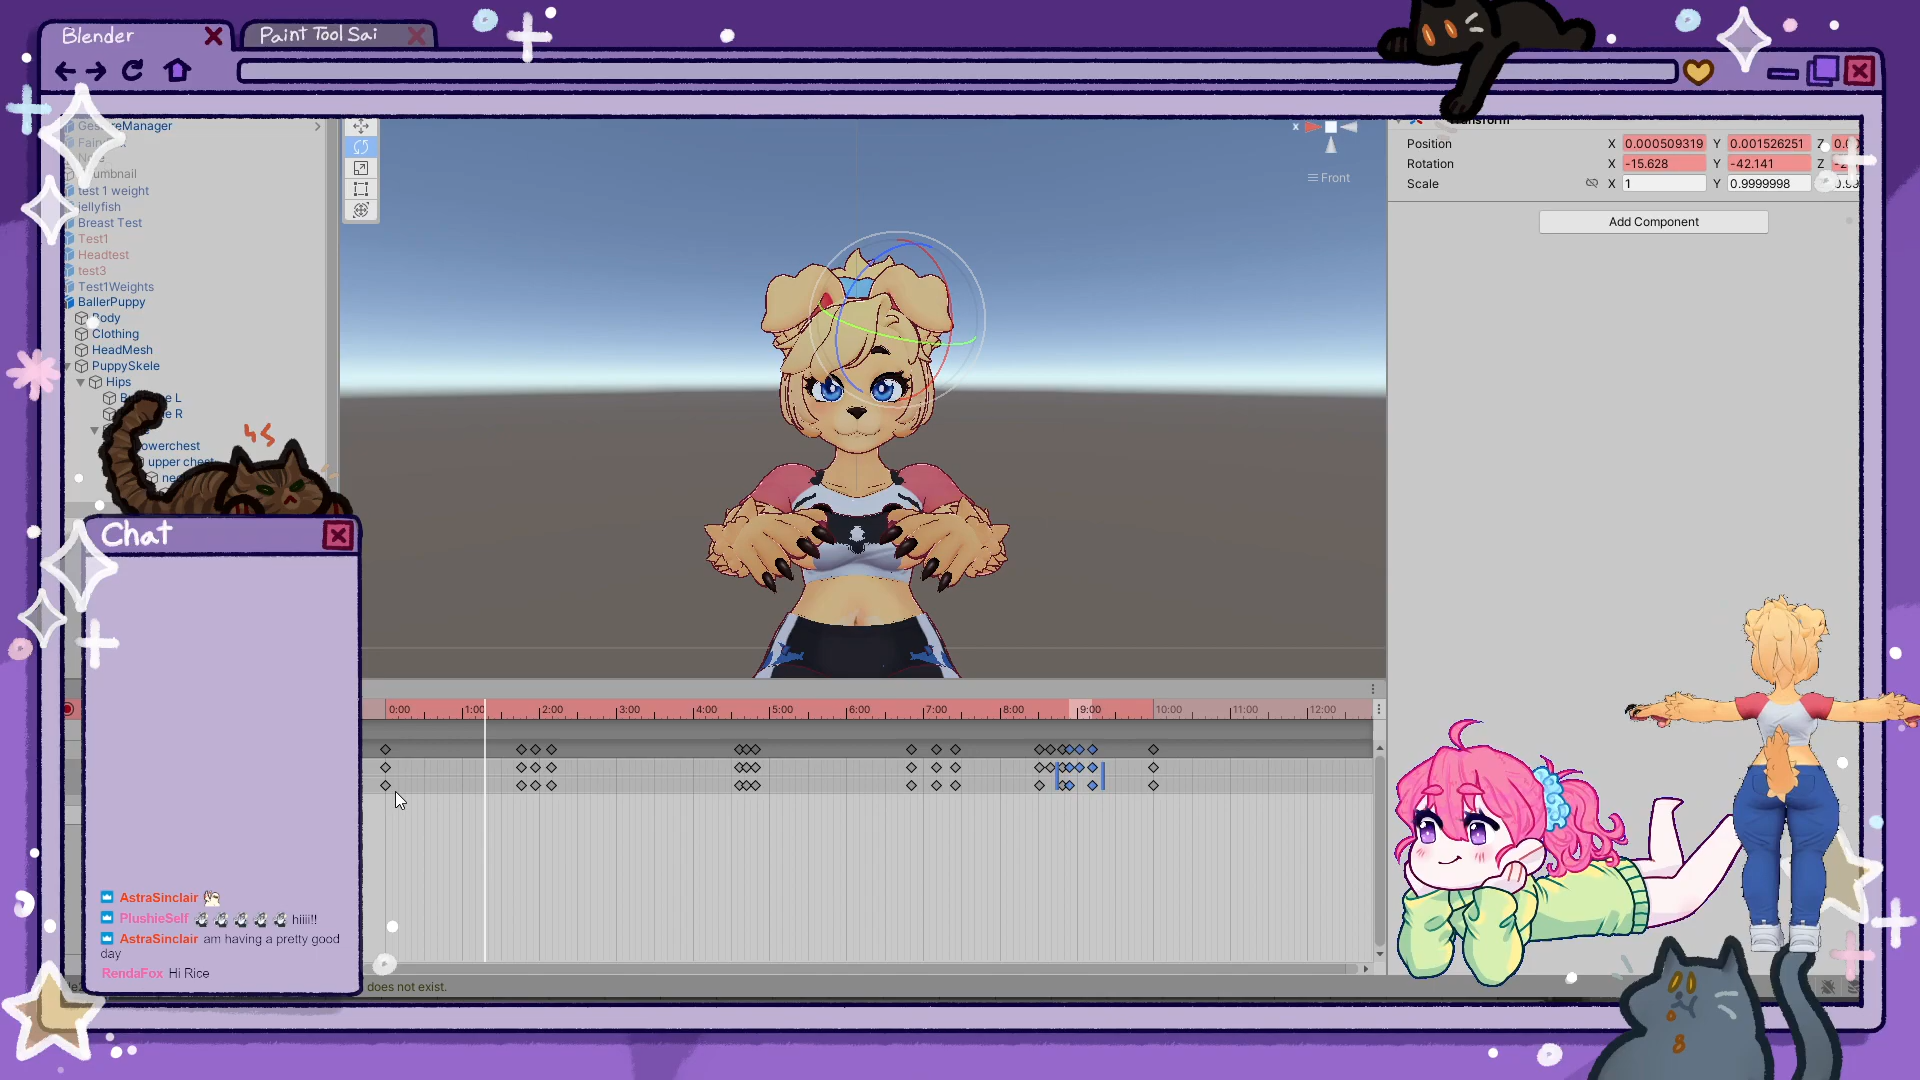 Blender
Paint Tool Sai
GestureManager
test 1 weight
jellyfish
Breast Test
Test1
Headtest
test3
Test1Weights
BallerPuppy
Body
Clothing
HeadMesh
PuppySkele
Hips
Front
Position X 0.000509319 Y 0.001526251 Z
Rotation X -15.628 Y -42.141 Z
Scale X 1 Y 0.9999998
Add Component
upper chest
Chat
AstraSinclair
PlushieSelf hiiii!!
AstraSinclair am having a pretty good
day
RendaFox Hi Rice
0:00 1:00 2:00 3:00 4:00 5:00 6:00 7:00 8:00 9:00 10:00 11:00 12:00
does not exist.